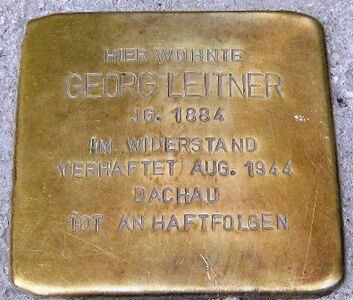 HIER WOHNTE
GEORG LEITNER
JG. 1884
IM WIDERSTAND
VERHAFTET AUG. 1944
DACHAU
TOT AN HAFTFOLGEN